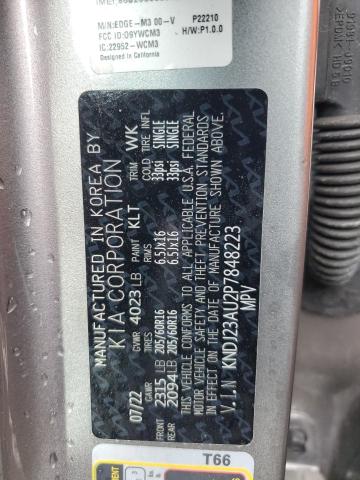 M/N:EDGE-M3 00-V P22210
FCC ID:O9YWCM3 H/W:P1.0.0
IC:22952-WCM3
Designed in California
MANUFACTURED IN KOREA BY
KIA CORPORATION
07/22 GVWR 4023 LB PAINT KLT TRIM WK
GAWR TIRES RIMS COLD TIRE INFL
FRONT 2315 LB 205/60R16 6.5Jx16 33psi SINGLE
REAR 2094 LB 205/60R16 6.5Jx16 33psi SINGLE
THIS VEHICLE CONFORMS TO ALL APPLICABLE U.S.A. FEDERAL
MOTOR VEHICLE SAFETY, BUMPER, AND THEFT PREVENTION STANDARDS
IN EFFECT ON THE DATE OF MANUFACTURE SHOWN ABOVE.
V.I.N KNDJ23AU2P7848223
MPV
T66